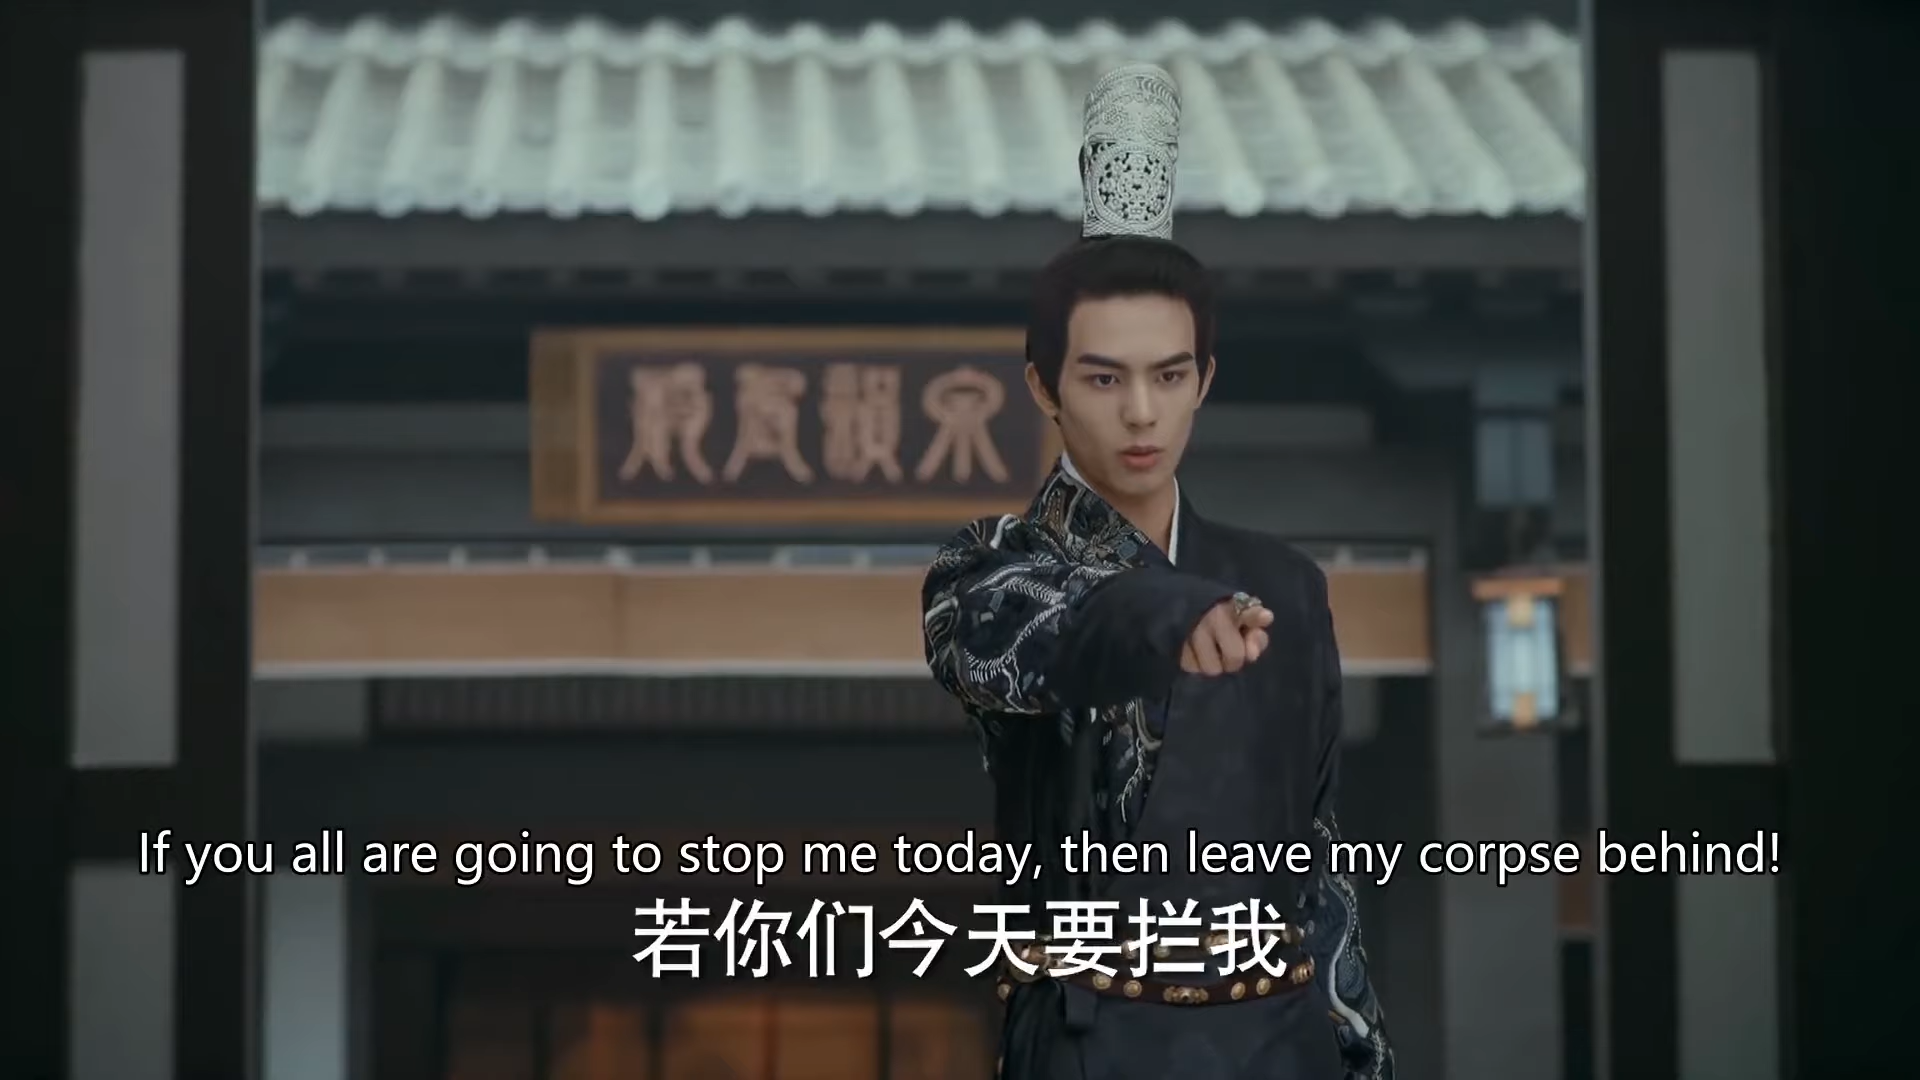 If you all are going to stop me today, then leave my corpse behind!
若你们今天要拦我